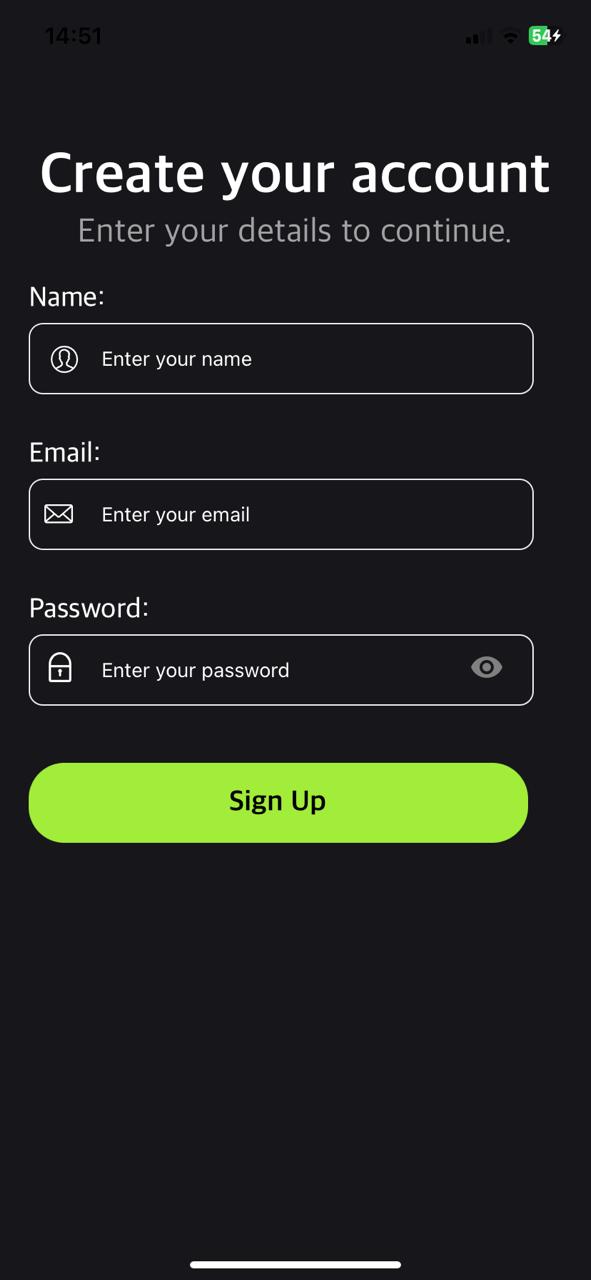 14:51
54
Create your account
Enter your details to continue.
Name:
Enter your name
Email:
Enter your email
Password:
Enter your password
Sign Up